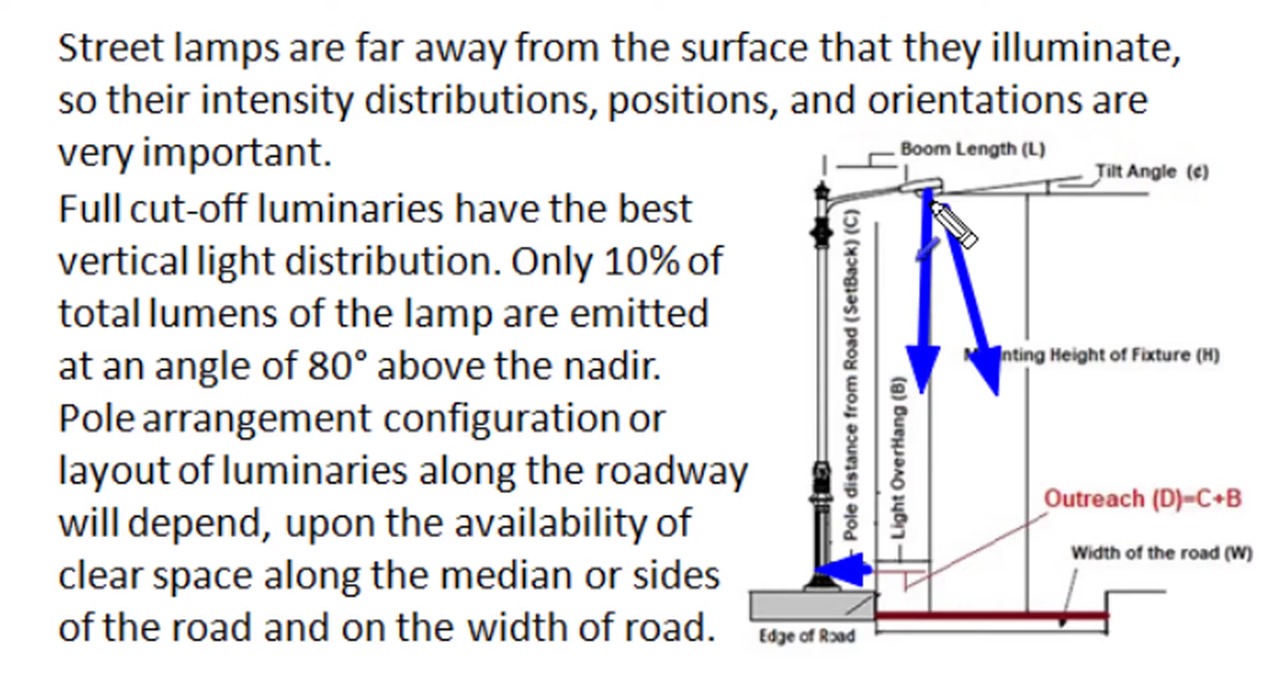 Street lamps are far away from the surface that they illuminate,
so their intensity distributions, positions, and orientations are
very important.
Full cut-off luminaries have the best
vertical light distribution. Only 10% of
total lumens of the lamp are emitted
at an angle of 80° above the nadir.
Pole arrangement configuration or
layout of luminaries along the roadway
will depend, upon the availability of
clear space along the median or sides
of the road and on the width of road.
Boom Length (L)
Tilt Angle (¢)
Pole distance from Road (SetBack) (C)
Light OverHang (B)
nting Height of Fixture (H)
Outreach (D)=C+B
Width of the road (W)
Edge of Road